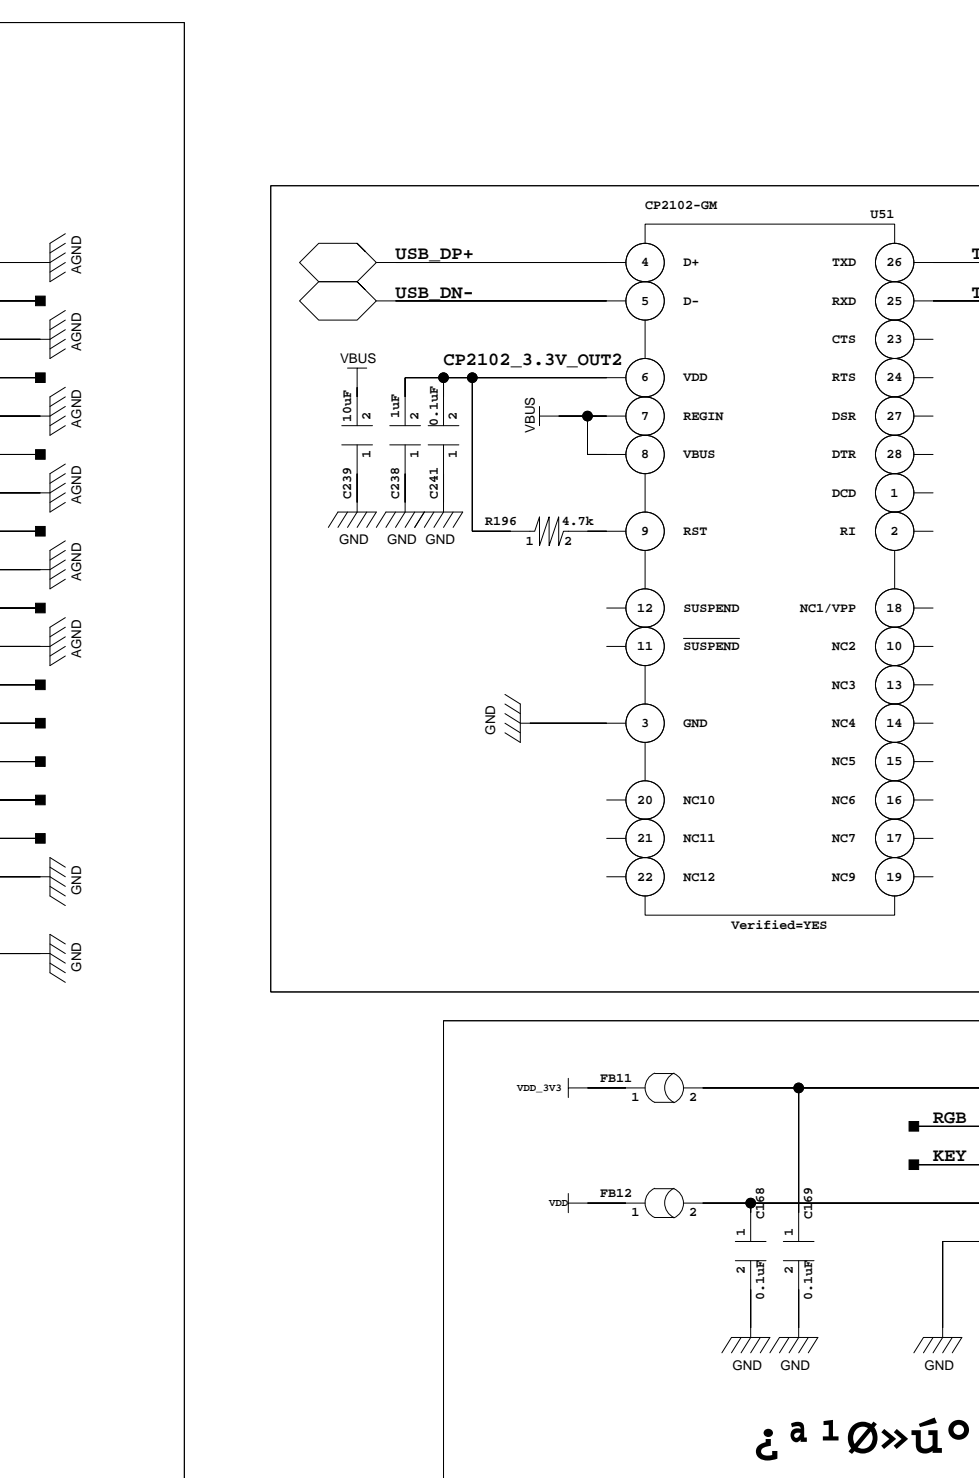 AGND
AGND
AGND
AGND
AGND
AGND
GND
GND
CP2102-GM
U51
USB_DP+
4 D+ TXD 26
USB_DN-
5 D- RXD 25
CTS 23
VBUS
CP2102_3.3V_OUT2
6 VDD RTS 24
10uF 2 1uF 2 0.1uF 2
VBUS
7 REGIN DSR 27
C239 1 C238 1 C241 1
8 VBUS DTR 28
DCD 1
GND GND GND
R196 4.7k
1 2
9 RST RI 2
12 SUSPEND NC1/VPP 18
11 SUSPEND NC2 10
NC3 13
GND
3 GND NC4 14
NC5 15
20 NC10 NC6 16
21 NC11 NC7 17
22 NC12 NC9 19
Verified=YES
VDD_3V3 FB11
1 2
RGB
KEY
VDD FB12
1 2
C168 C169
1 1
2 0.1uF 2 0.1uF
GND GND GND
¿ª¹Ø»úº